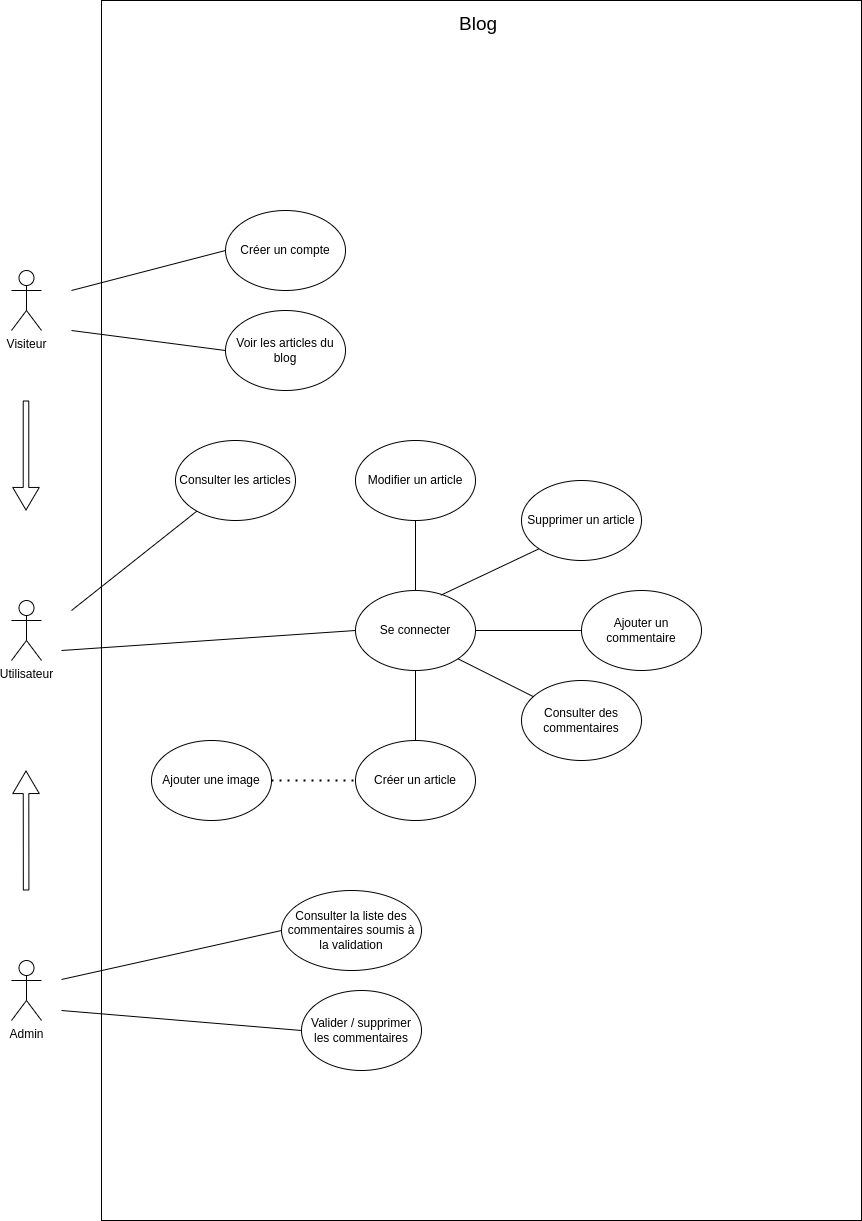 Blog
Créer un compte
Visiteur
Voir les articles du
blog
Consulter les articles
Modifier un article
Supprimer un article
Utilisateur
Se connecter
Ajouter un
commentaire
Consulter des
commentaires
Ajouter une image
Créer un article
Consulter la liste des
commentaires soumis à
la validation
Admin
Valider / supprimer
les commentaires